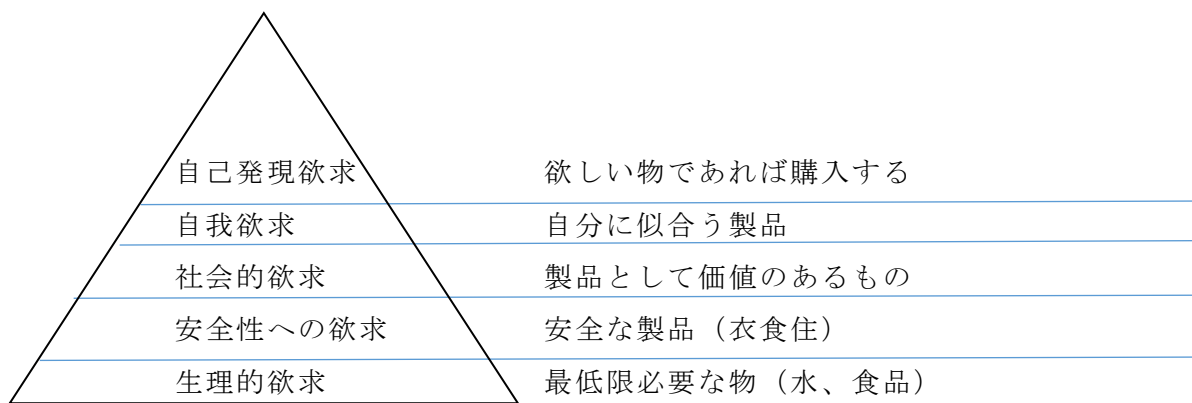 自己発現欲求 欲しい物であれば購入する
自我欲求 自分に似合う製品
社会的欲求 製品として価値のあるもの
安全性への欲求 安全な製品（衣食住）
生理的欲求 最低限必要な物（水、食品）